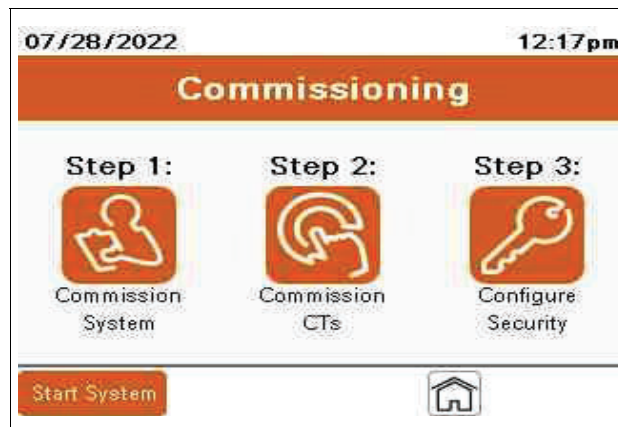 07/28/2022 12:17pm
Commissioning
Step 1: Step 2: Step 3:
Commission Commission Configure
System CTs Security
Start System